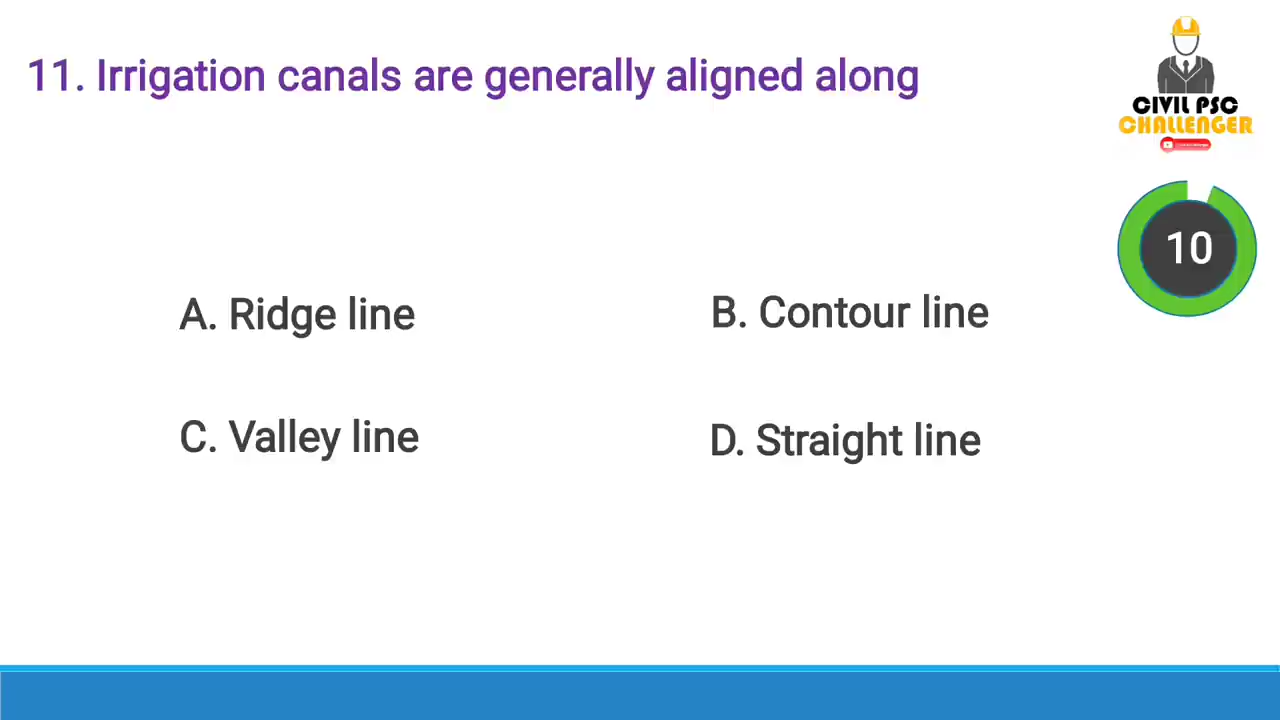 11. Irrigation canals are generally aligned along
CIVIL PSC
CHALLENGER
10
A. Ridge line
B. Contour line
C. Valley line
D. Straight line